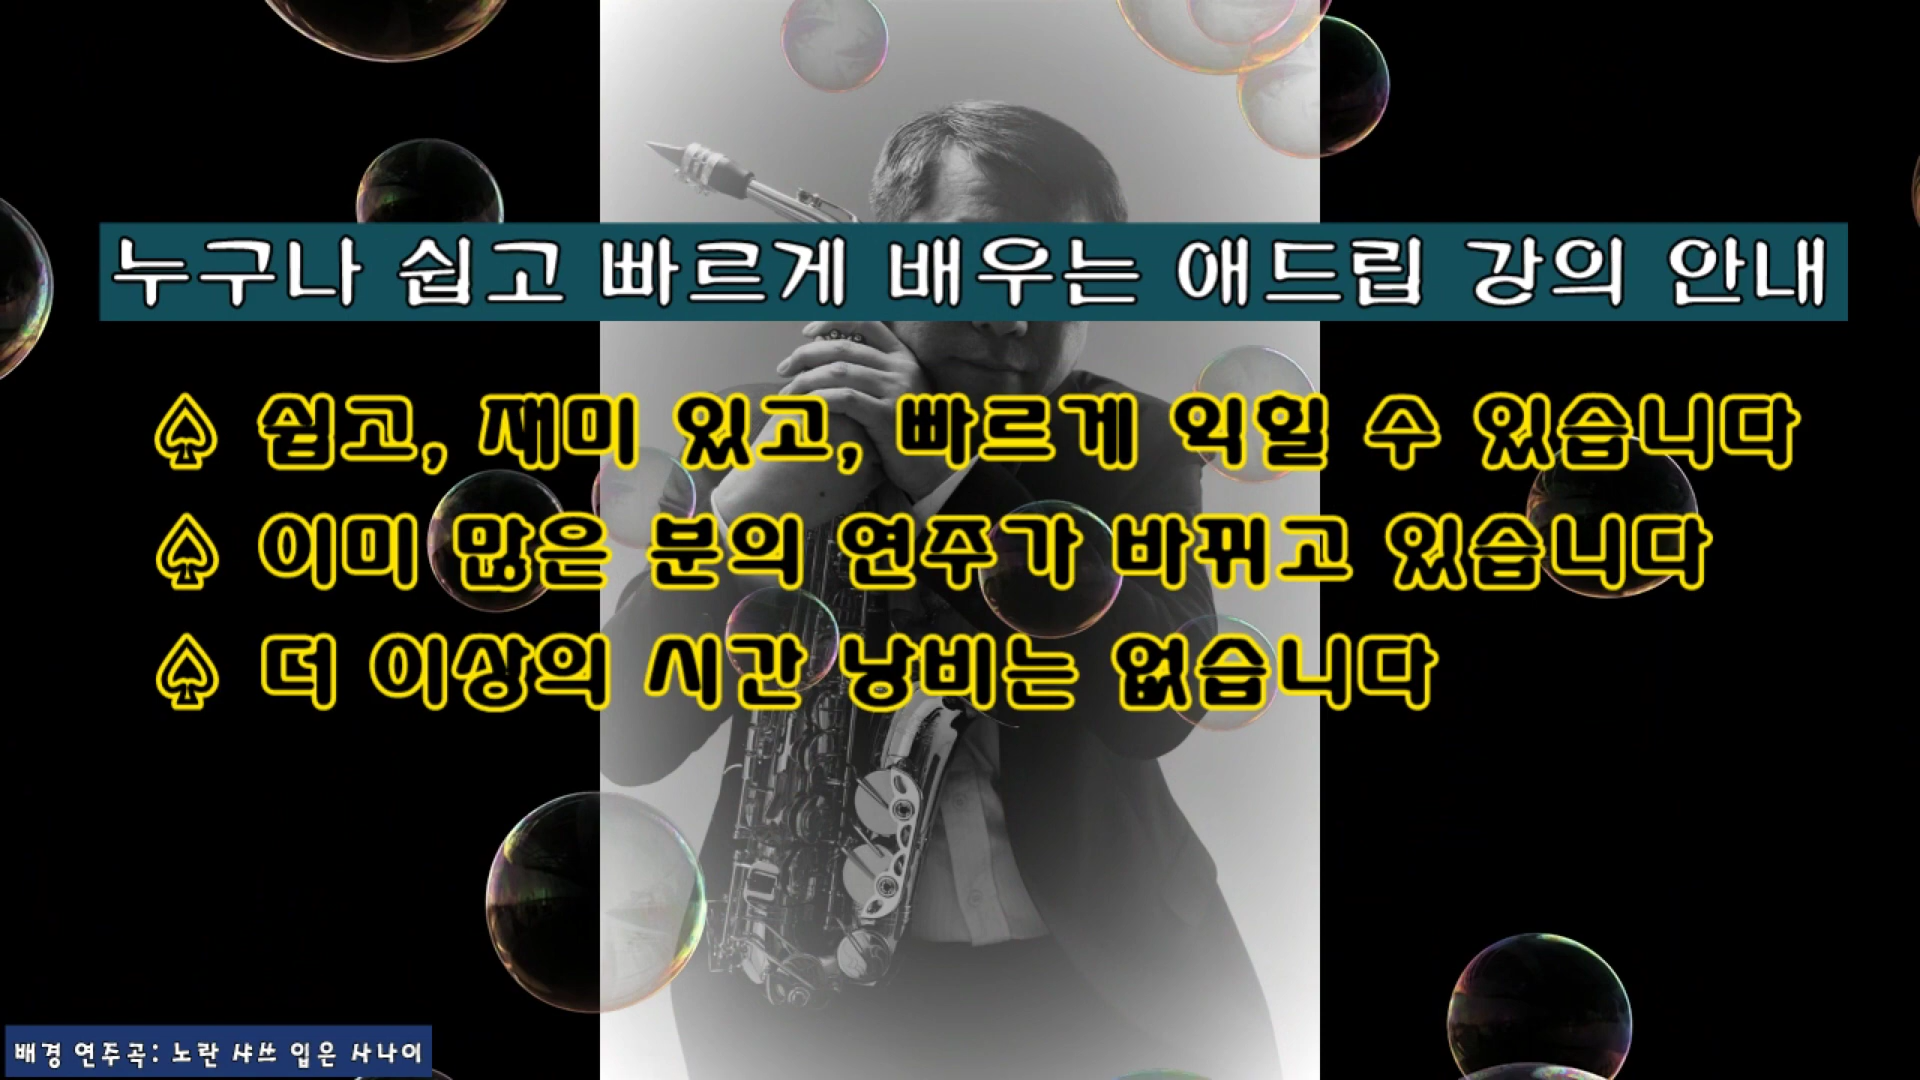 누구나 쉽고 빠르게 배우는 애드립 강의 안내
♤ 쉽고, 재미 있고, 빠르게 익힐 수 있습니다
♤ 이미 많은 분의 연주가 바뀌고 있습니다
♤ 더 이상의 시간 낭비는 없습니다
배경 연주곡: 노란 샤쓰 입은 사나이